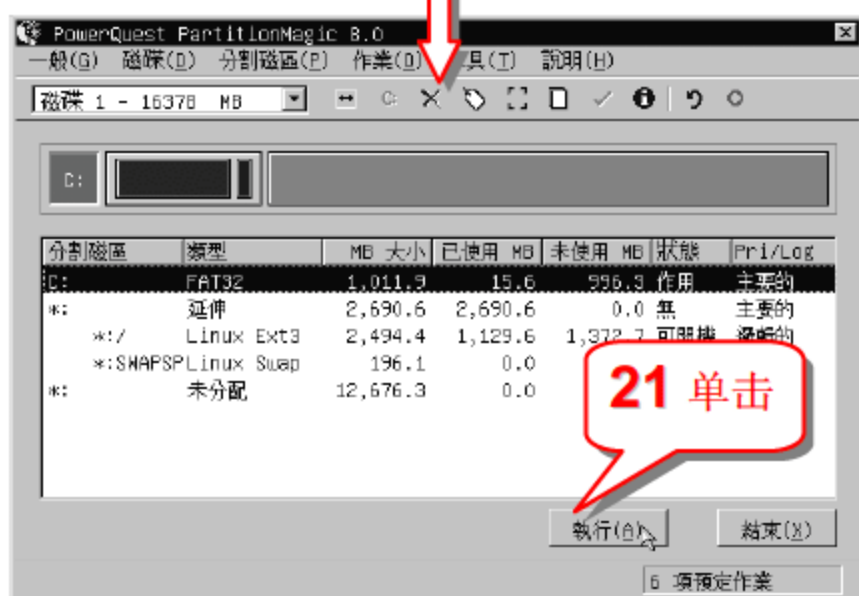 PowerQuest PartitionMagic 8.0
一般(G) 磁碟(D) 分割磁區(P) 作業(O) 具(T) 說明(H)
磁碟 1 - 16378 MB
C:
C:
分割磁區 類型 MB 大小 已使用 MB 未使用 MB 狀態 Pri/Log
C: FAT32 1,011.9 15.6 996.3 作用 主要的
*: 延伸 2,690.6 2,690.6 0.0 無 主要的
*:/ Linux Ext3 2,494.4 1,129.6 1,372.7 可開機 邏輯的
*:SWAPSP Linux Swap 196.1 0.0
*: 未分配 12,676.3 0.0
21 单击
執行(A) 結束(X)
6 項預定作業